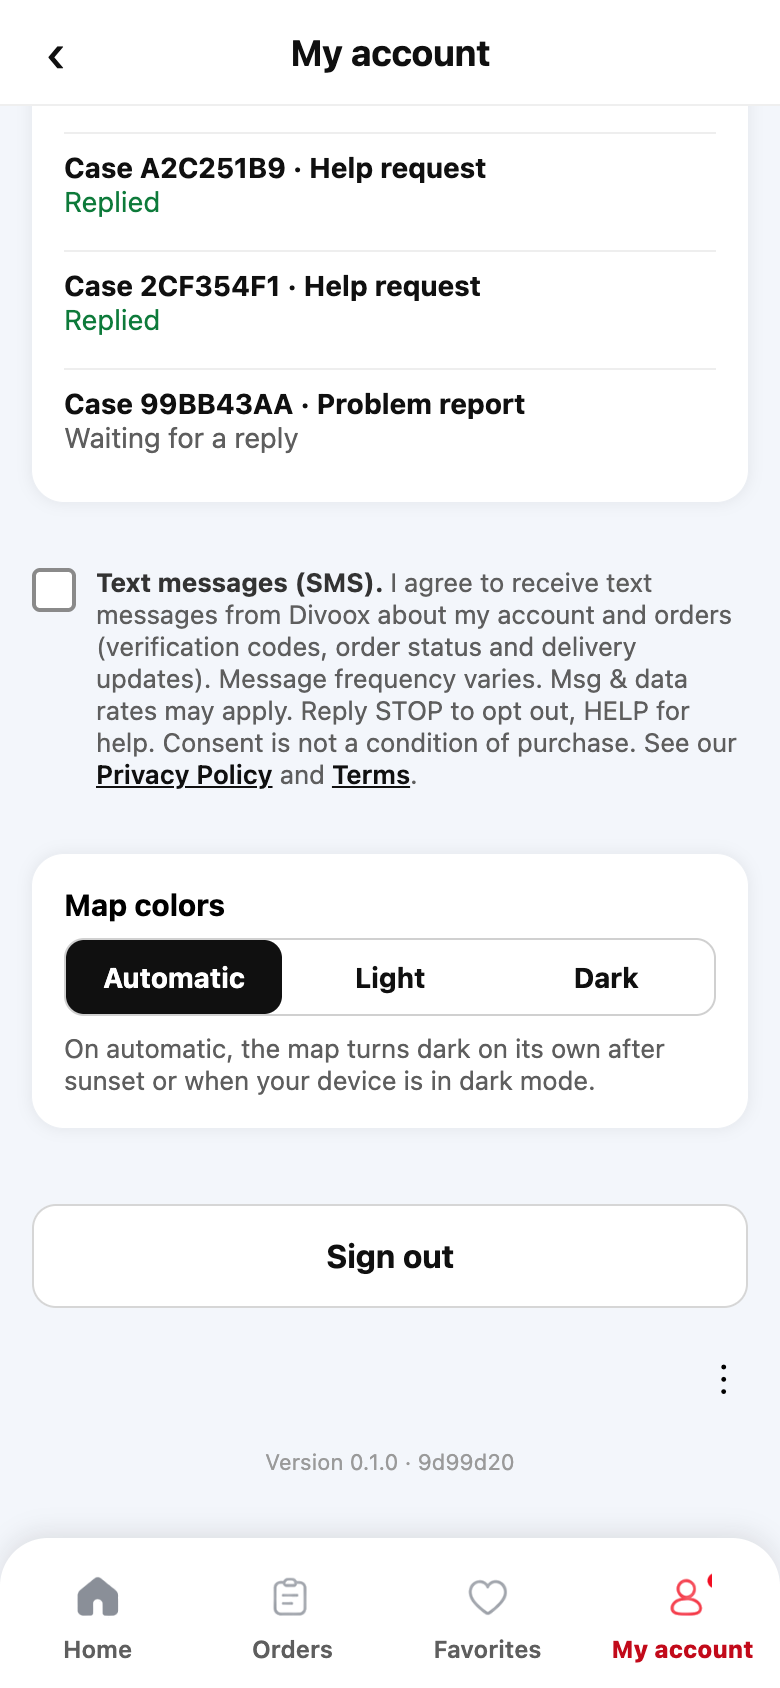 My account
Case A2C251B9 · Help request
Replied
Case 2CF354F1 · Help request
Replied
Case 99BB43AA · Problem report
Waiting for a reply
Text messages (SMS). I agree to receive text
messages from Divoox about my account and orders
(verification codes, order status and delivery
updates). Message frequency varies. Msg & data
rates may apply. Reply STOP to opt out, HELP for
help. Consent is not a condition of purchase. See our
Privacy Policy and Terms.
Map colors
Automatic
Light
Dark
On automatic, the map turns dark on its own after
sunset or when your device is in dark mode.
Sign out
Version 0.1.0 · 9d99d20
Home
Orders
Favorites
My account